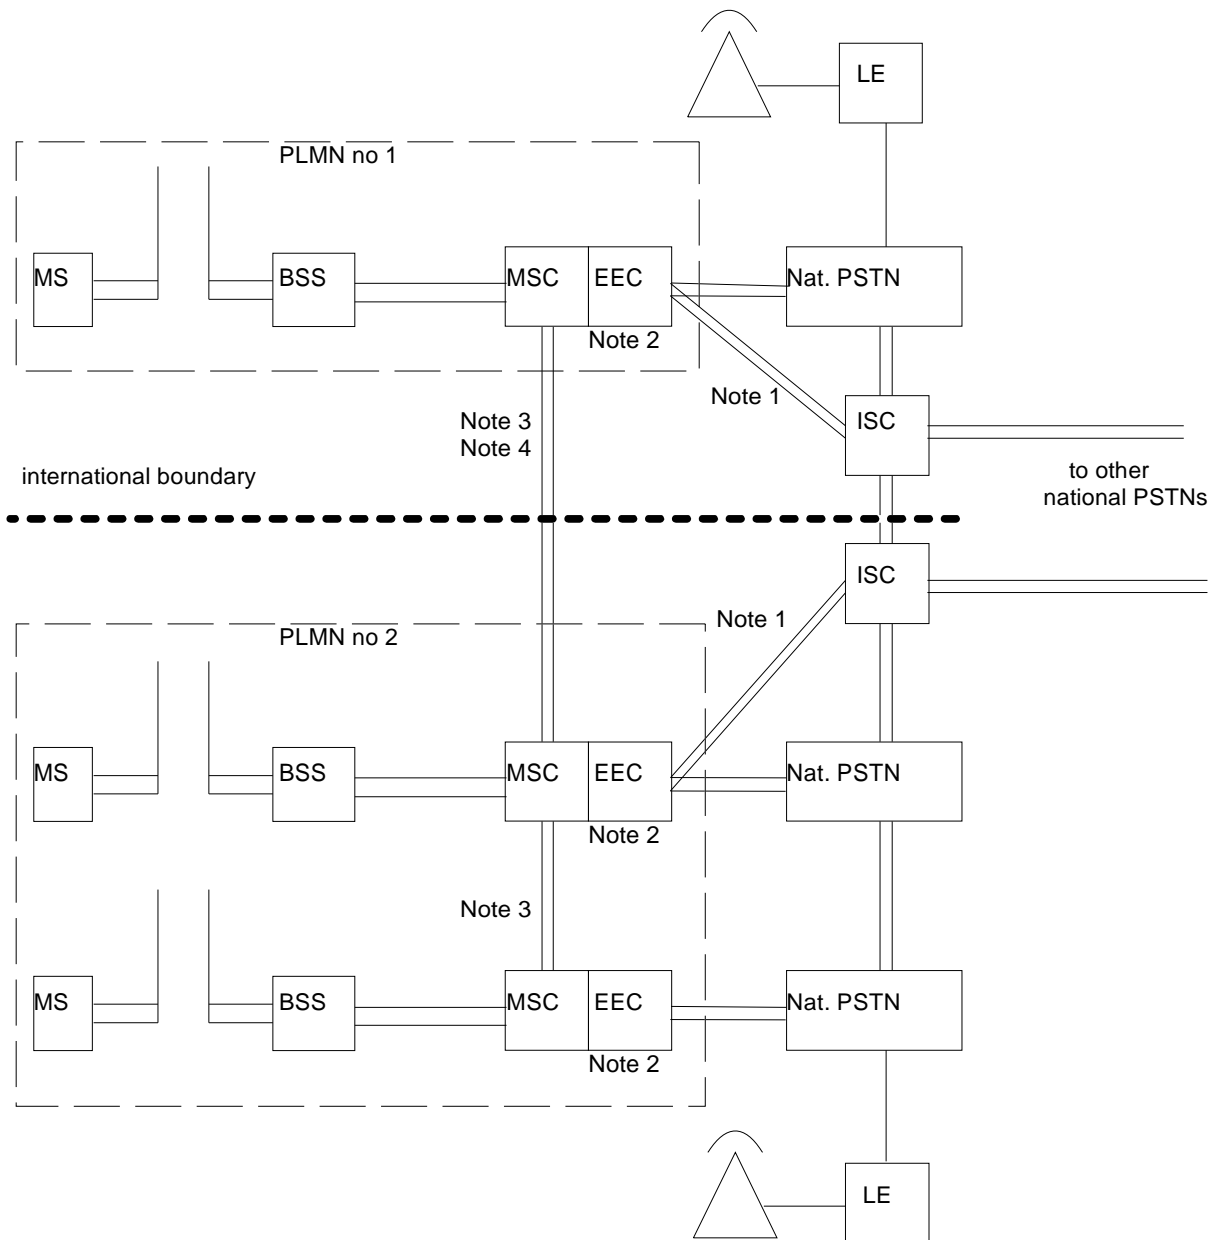 LE
PLMN no 1
MS
BSS
MSC
EEC
Nat. PSTN
Note 2
Note 1
Note 3
Note 4
ISC
international boundary
to other
national PSTNs
ISC
Note 1
PLMN no 2
MS
BSS
MSC
EEC
Nat. PSTN
Note 2
Note 3
MS
BSS
MSC
EEC
Nat. PSTN
Note 2
LE